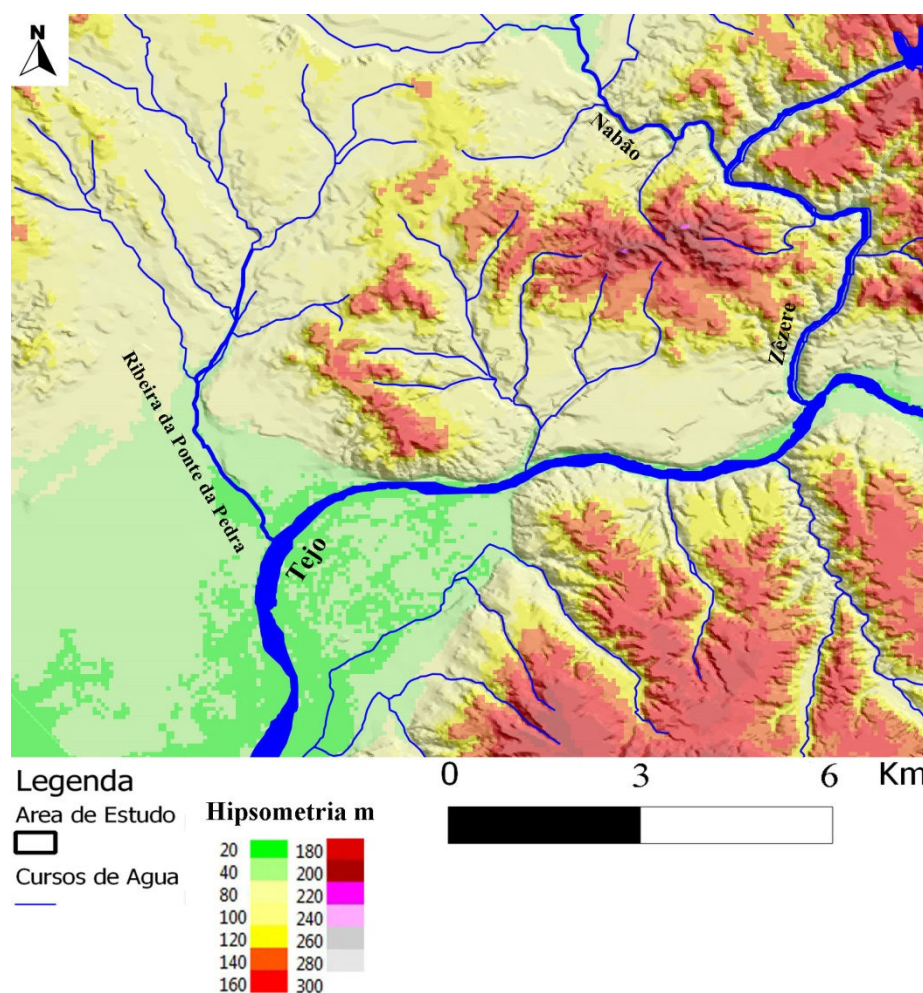 N
Nabão
Zêzere
Ribeira da Ponte da Pedra
Tejo
Legenda
Area de Estudo
Cursos de Agua
Hipsometria m
20
40
80
100
120
140
160
180
200
220
240
260
280
300
0 3 6 Km